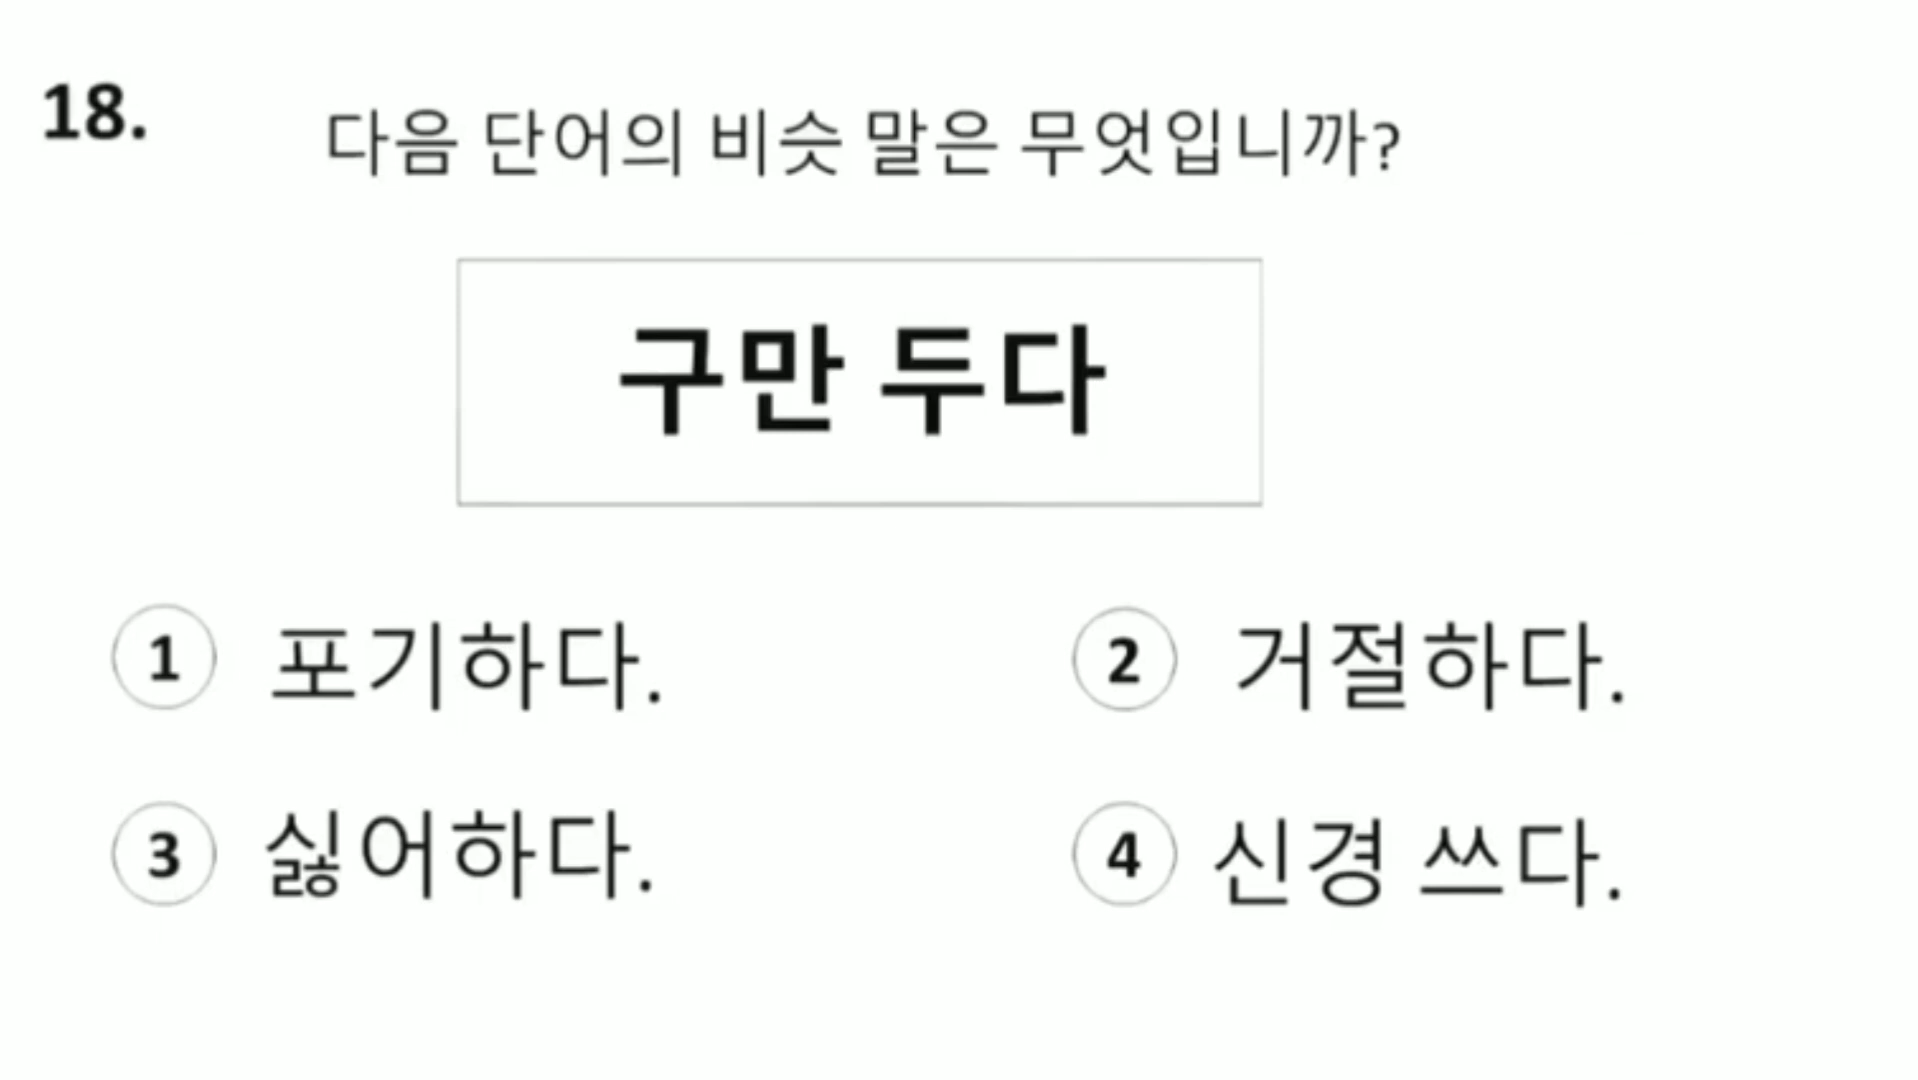 18. 다음 단어의 비슷 말은 무엇입니까?
구만 두다
1 포기하다.
2 거절하다.
3 싫어하다.
4 신경 쓰다.